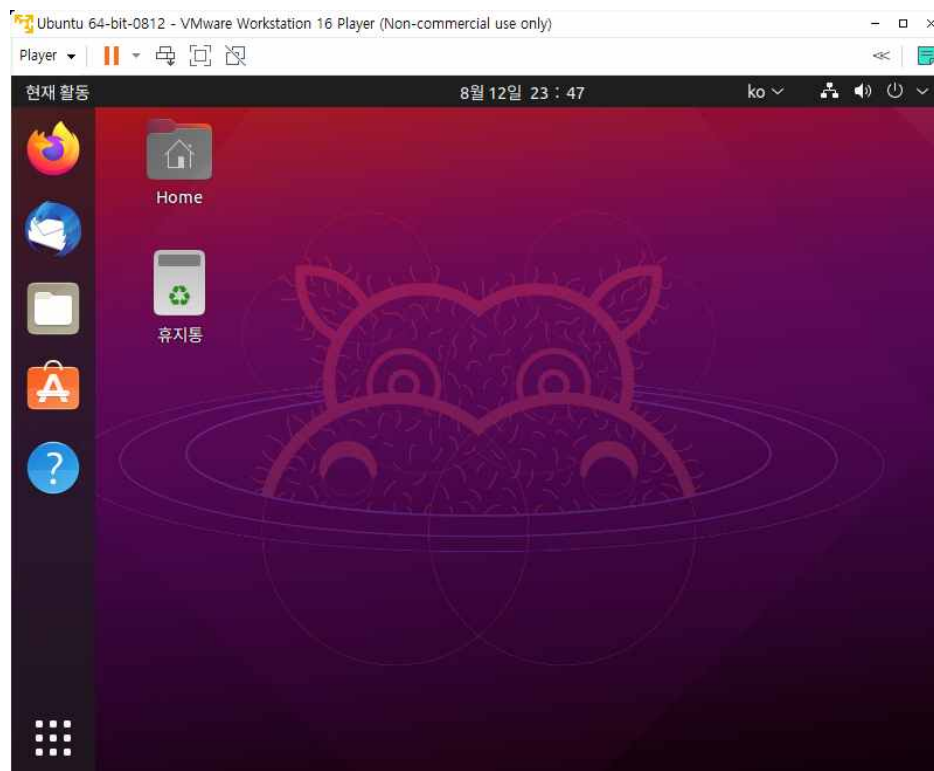 Ubuntu 64-bit-0812 - VMware Workstation 16 Player (Non-commercial use only)
Player
현재 활동
8월 12일 23 : 47
ko
Home
휴지통